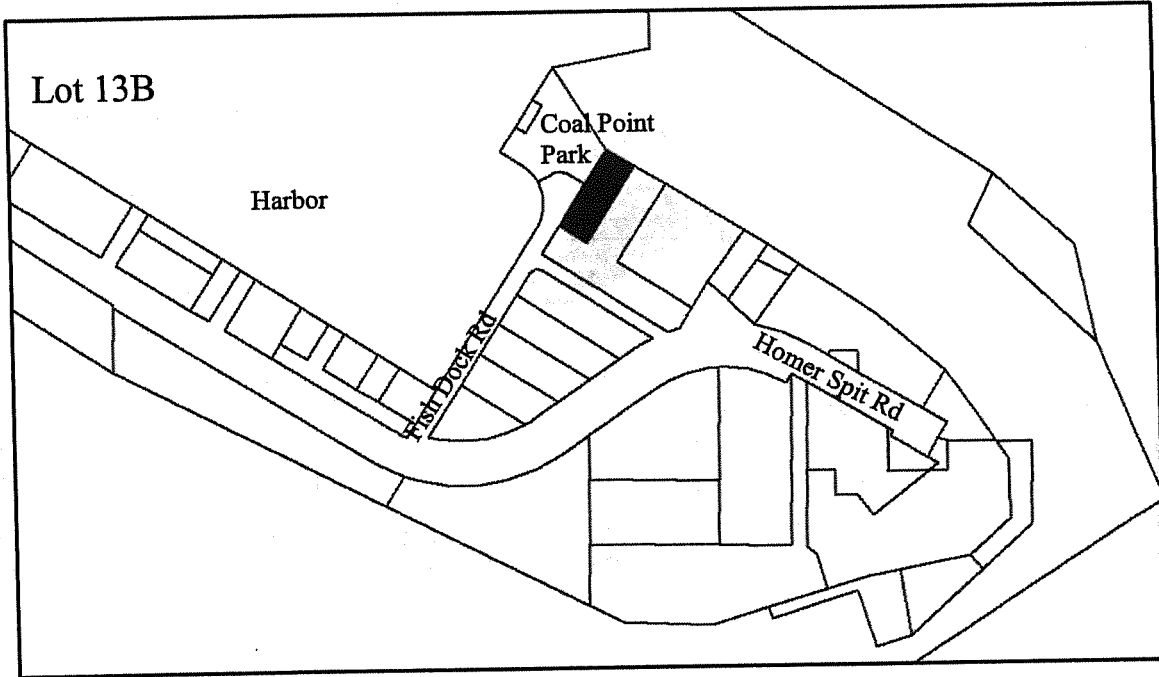 Lot 13B
Coal Point
Park
Harbor
Fish Dock Rd
Homer Spit Rd